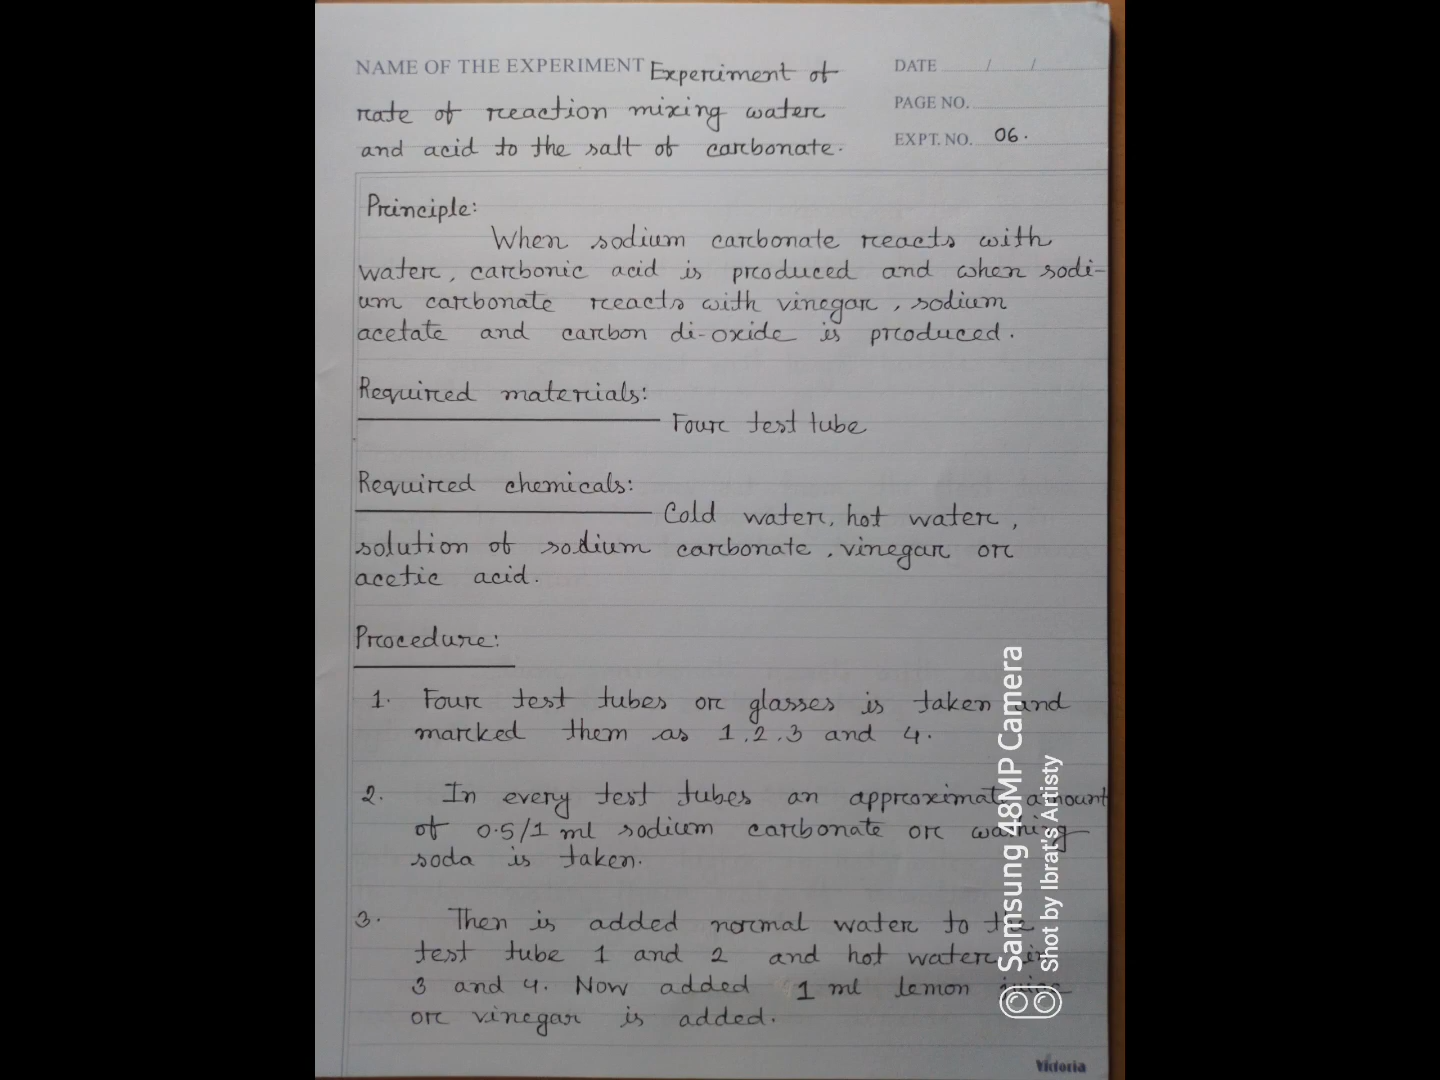 NAME OF THE EXPERIMENT Experiment of
rate of reaction mixing water
and acid to the salt of carbonate.
DATE / /
PAGE NO.
EXPT. NO. 06.
Principle:
When sodium carbonate reacts with
water, carbonic acid is produced and when sodi-
um carbonate reacts with vinegar, sodium
acetate and carbon di-oxide is produced.
Required materials:
Four test tube
Required chemicals:
Cold water, hot water,
solution of sodium carbonate, vinegar or
acetic acid.
Procedure:
1. Four test tubes or glasses is taken and
marked them as 1,2,3 and 4.
2. In every test tubes an approximate amount
of 0.5/1 ml sodium carbonate or washing
soda is taken.
3. Then is added normal water to the
test tube 1 and 2 and hot water in
3 and 4. Now added 1 ml lemon juice
or vinegar is added.
Samsung 48MP Camera
Shot by Ibrat's Artisty
Victoria